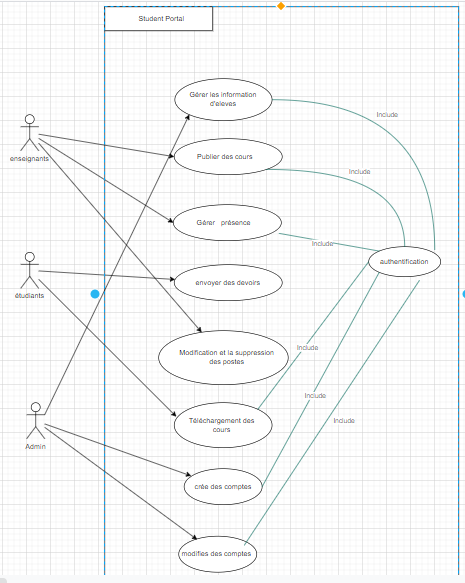 Student Portal
Gérer les information
d'eleves
Include
enseignants
Publier des cours
Include
Gérer présence
Include
authentification
étudiants
envoyer des devoirs
Modification et la suppression
des postes
Include
Include
Téléchargement des
cours
Include
Admin
crée des comptes
modifies des comptes